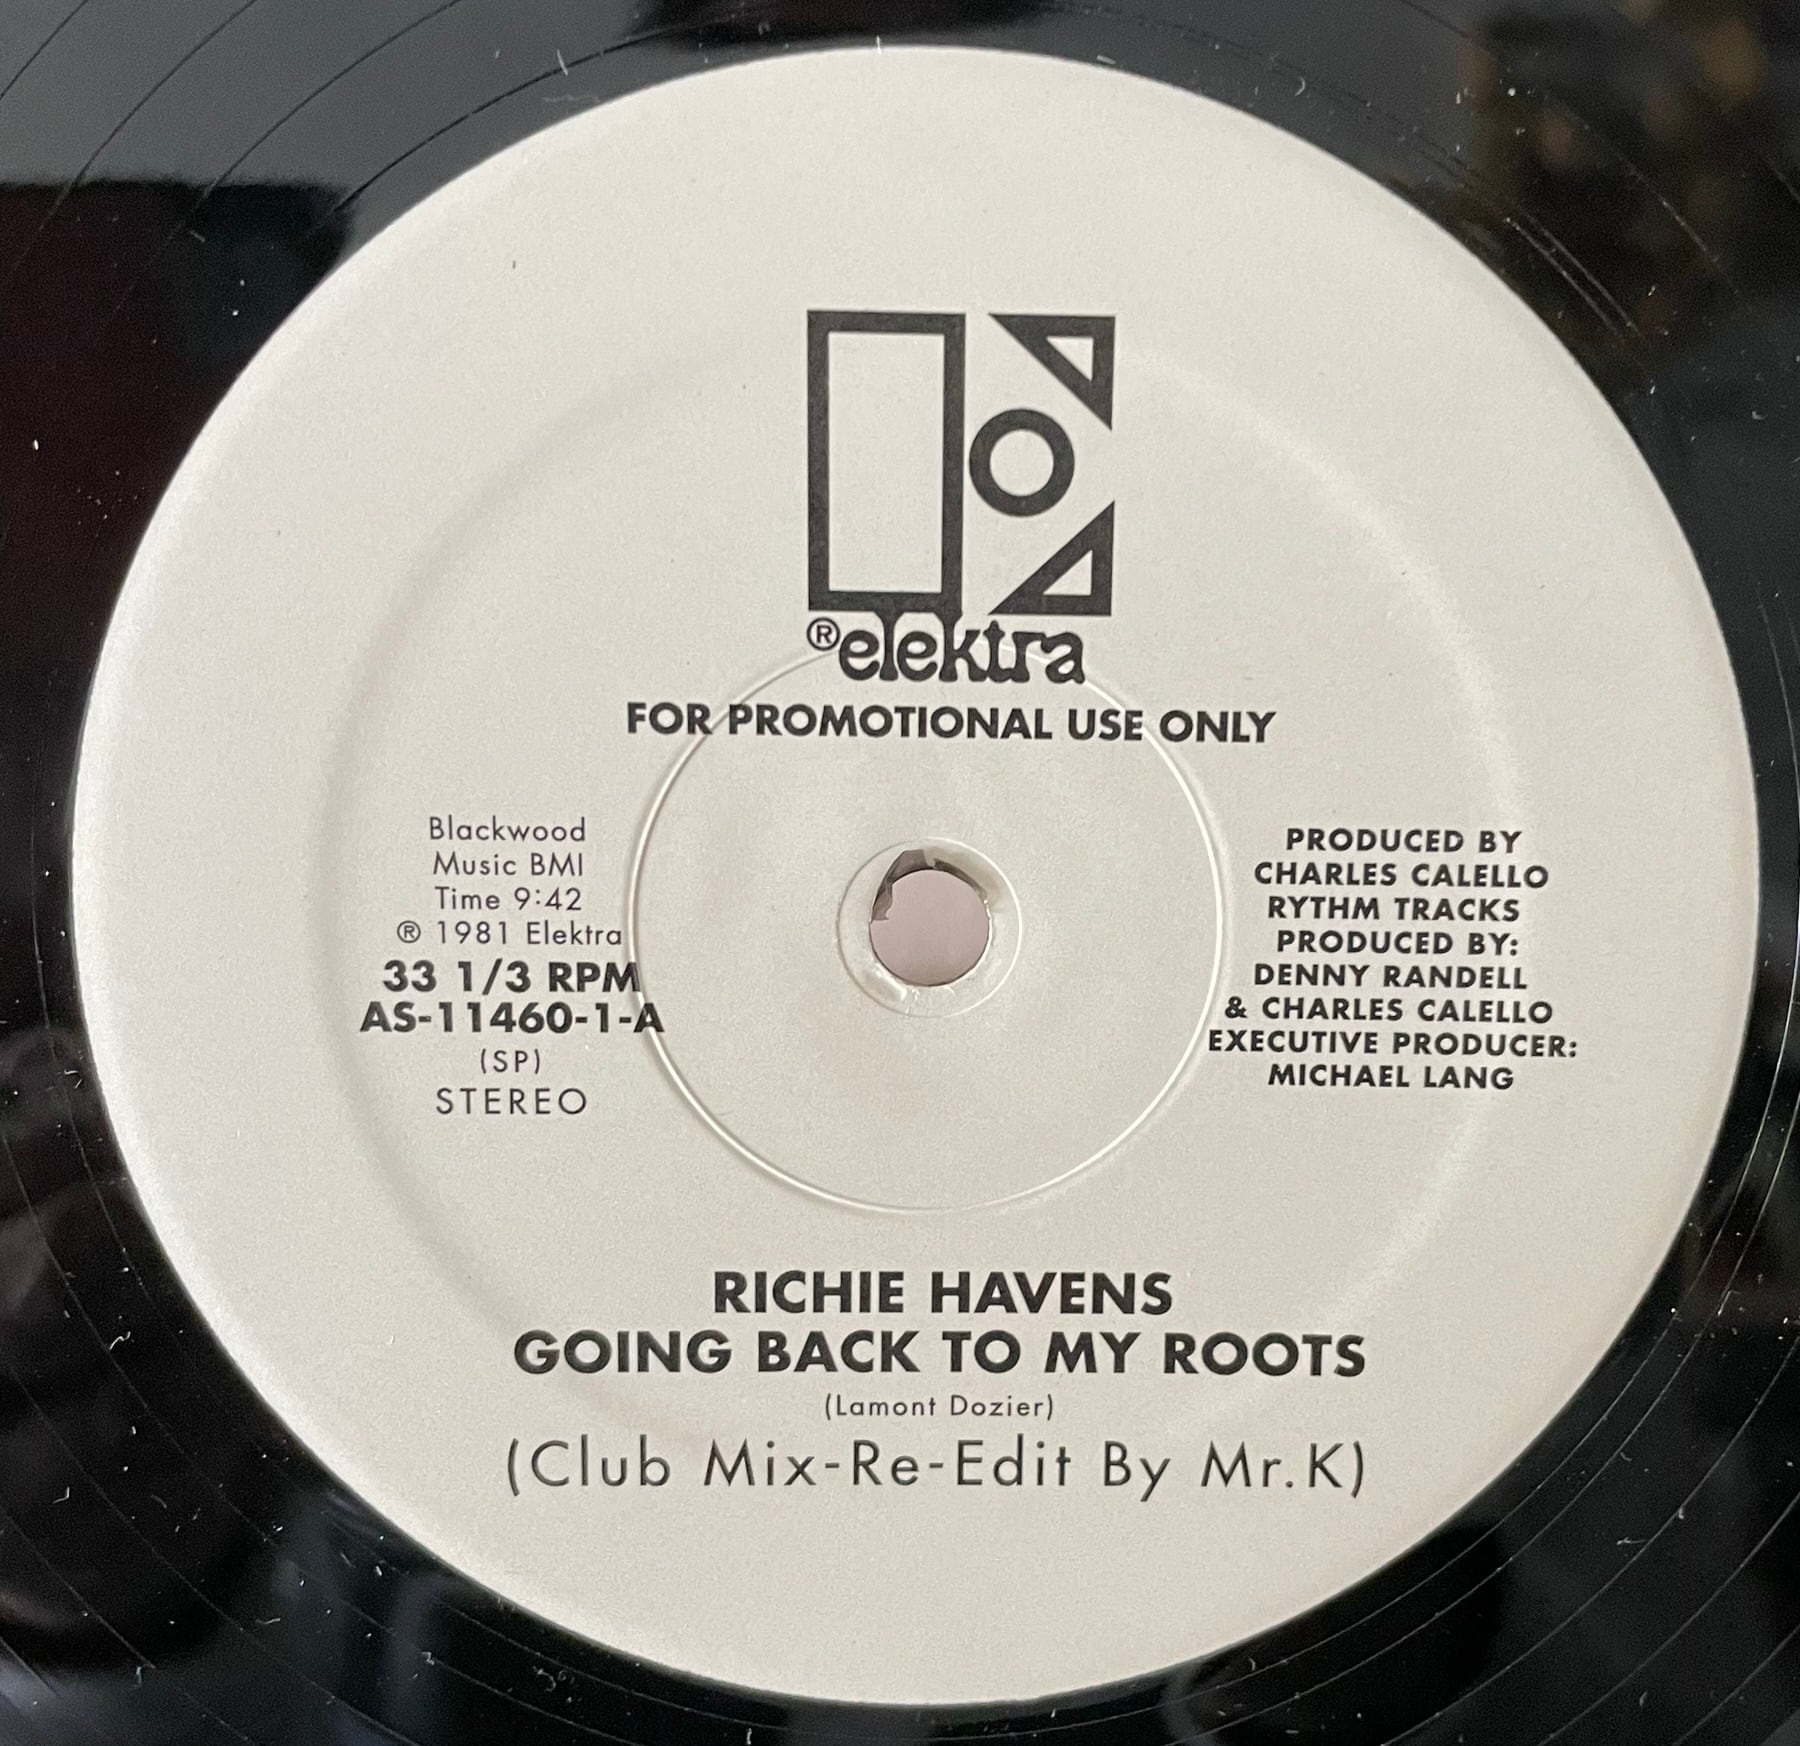 ®elektra
FOR PROMOTIONAL USE ONLY
Blackwood
Music BMI
Time 9:42
® 1981 Elektra
33 1/3 RPM
AS-11460-1-A
(SP)
STEREO
PRODUCED BY
CHARLES CALELLO
RYTHM TRACKS
PRODUCED BY:
DENNY RANDELL
& CHARLES CALELLO
EXECUTIVE PRODUCER:
MICHAEL LANG
RICHIE HAVENS
GOING BACK TO MY ROOTS
(Lamont Dozier)
(Club Mix-Re-Edit By Mr.K)